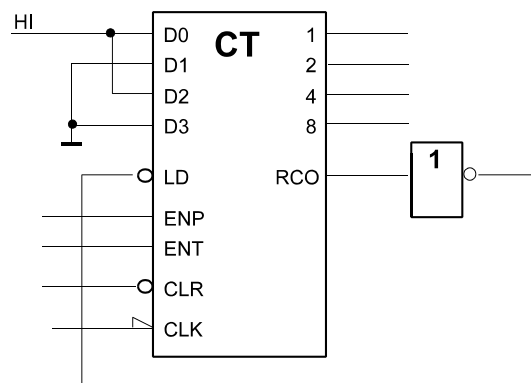 HI
D0 CT 1
D1 2
D2 4
D3 8
1
LD RCO
ENP
ENT
CLR
CLK